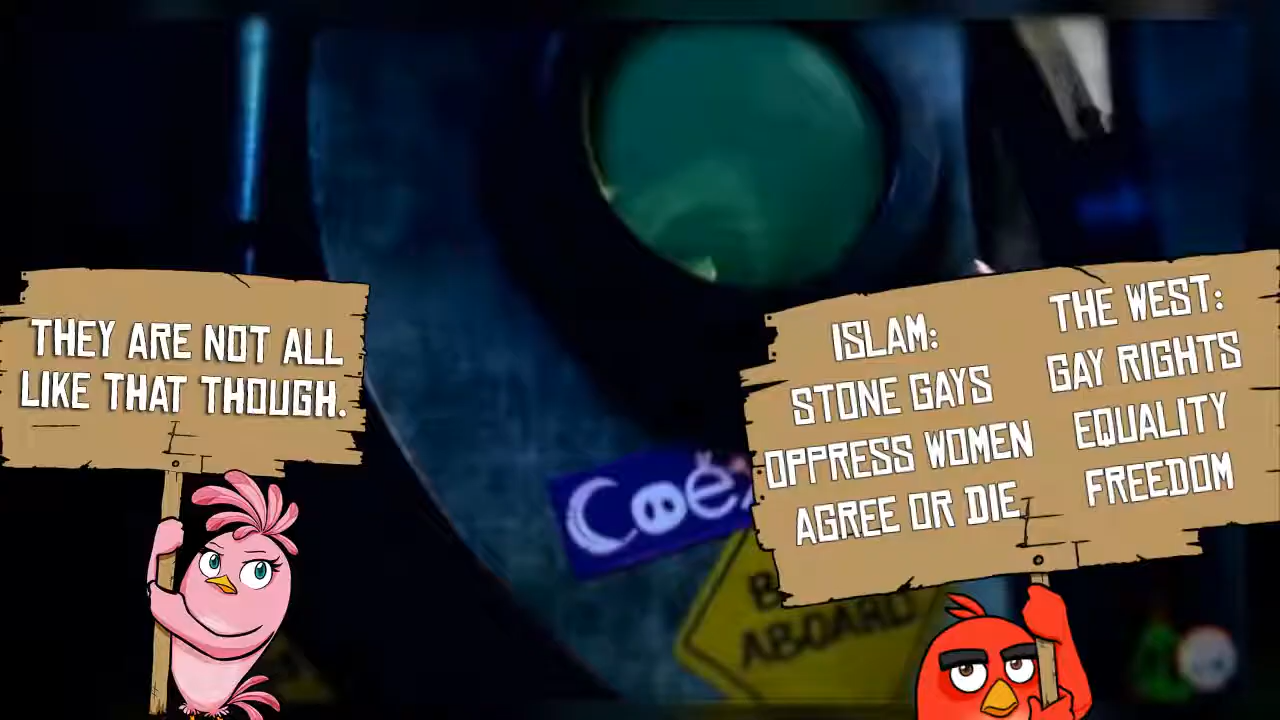 THEY ARE NOT ALL
LIKE THAT THOUGH.
ISLAM:
STONE GAYS
OPPRESS WOMEN
AGREE OR DIE
THE WEST:
GAY RIGHTS
EQUALITY
FREEDOM
Coex
ABOARD